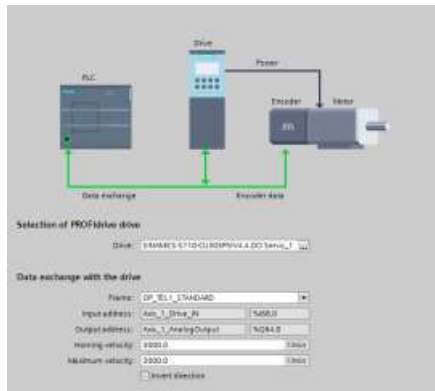 Drive
Power
PLC
Encoder
Motor
Data exchange
Encoder data
Selection of PROFIdrive drive
Drive:
Data exchange with the drive
Frame: DP_TEL1_STANDARD
Input address: Axis_1_Drive_IN %I68.0
Output address: Axis_1_AnalogOutput
Homing velocity: 3000.0 1/min
Maximum velocity: 3000.0 1/min
Invert direction